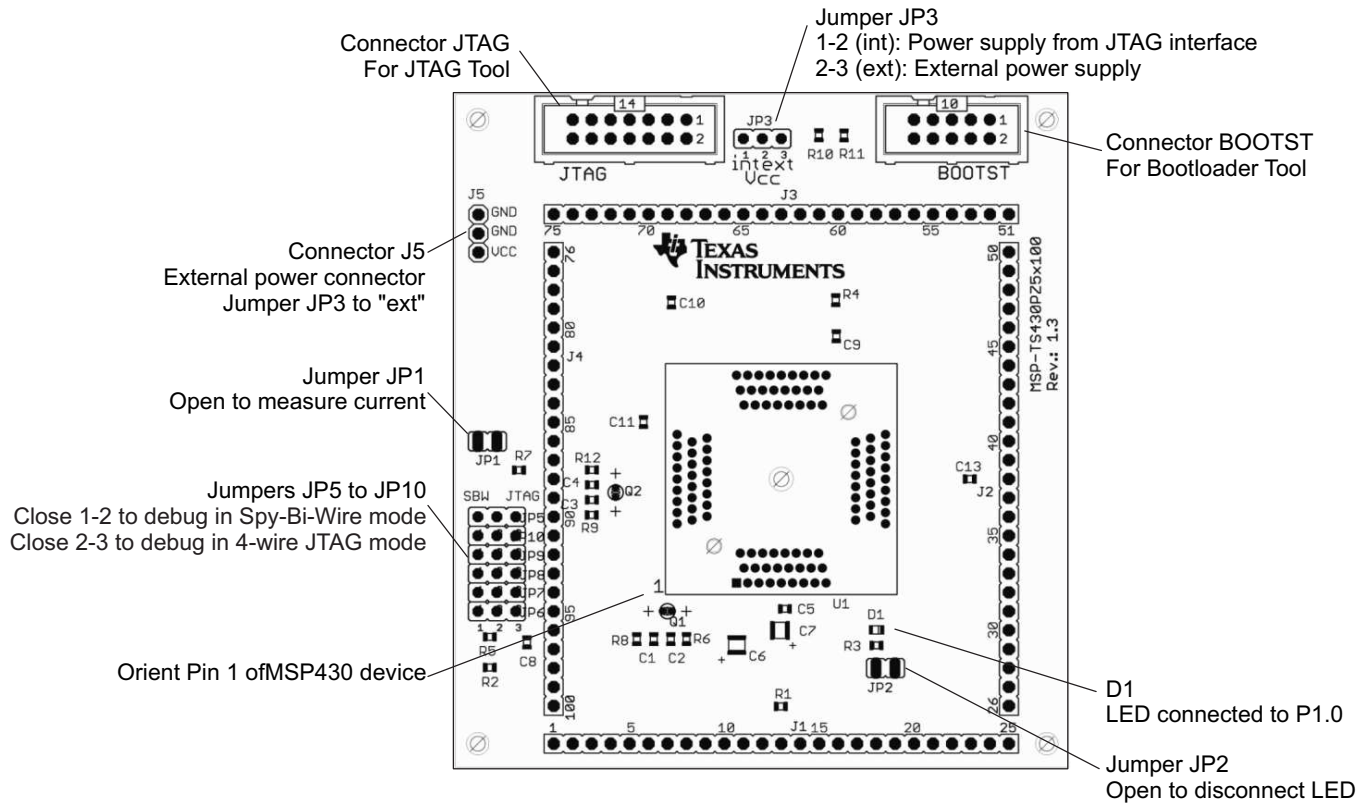 Jumper JP3
1-2 (int): Power supply from JTAG interface
2-3 (ext): External power supply
Connector JTAG
For JTAG Tool
14
1
2
JTAG
JP3
1 2 3
intext
Vcc
R10 R11
10
1
2
BOOTST
Connector BOOTST
For Bootloader Tool
J5
GND
GND
VCC
Connector J5
External power connector
Jumper JP3 to "ext"
J3
75 70 65 60 55 51
TEXAS
INSTRUMENTS
76
80
J4
85
90
95
100
50
45
40
J2
35
30
26
MSP-TS430PZ5x100
Rev.: 1.3
C10
R4
C9
C11
C13
Jumper JP1
Open to measure current
JP1
R7
R12
C4
C3
R9
Q2
Jumpers JP5 to JP10
Close 1-2 to debug in Spy-Bi-Wire mode
Close 2-3 to debug in 4-wire JTAG mode
SBW JTAG
JP5
JP10
JP9
JP8
JP7
JP6
1 2 3
R5
C8
R2
1
U1
Q1
R8
C1
C2
R6
C5
C7
C6
D1
R3
JP2
R1
Orient Pin 1 ofMSP430 device
D1
LED connected to P1.0
1 5 10 J1 15 20 25
Jumper JP2
Open to disconnect LED